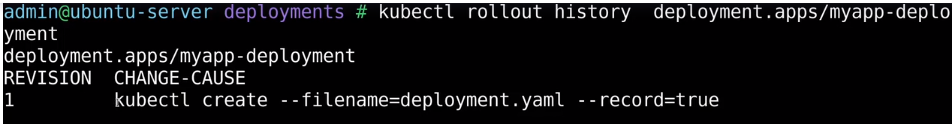 admin@ubuntu-server deployments # kubectl rollout history  deployment.apps/myapp-deplo
yment
deployment.apps/myapp-deployment
REVISION  CHANGE-CAUSE
1         kubectl create --filename=deployment.yaml --record=true